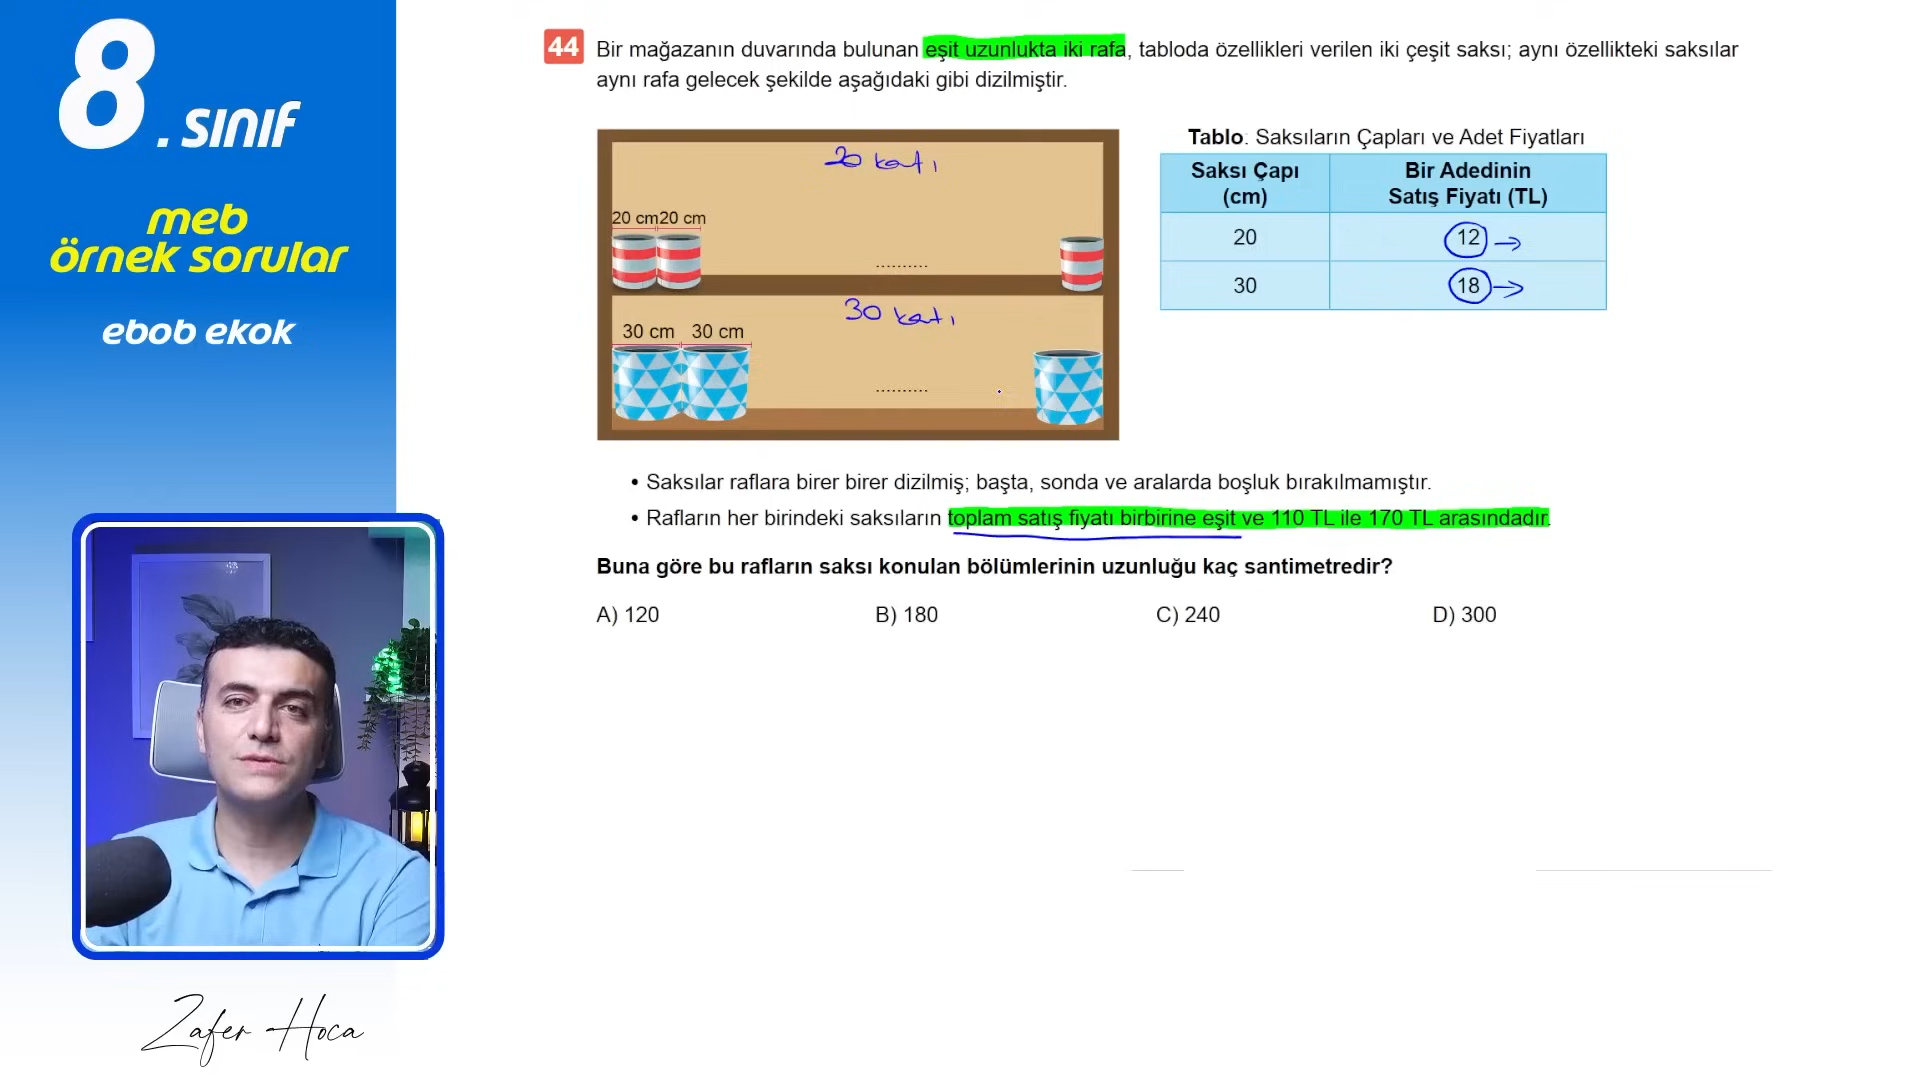 8. sınıf
meb
örnek sorular
ebob ekok
Zafer Hoca
44 Bir mağazanın duvarında bulunan eşit uzunlukta iki rafa, tabloda özellikleri verilen iki çeşit saksı; aynı özellikteki saksılar
aynı rafa gelecek şekilde aşağıdaki gibi dizilmiştir.
20 katı
20 cm 20 cm
..........
30 katı
30 cm 30 cm
..........
Tablo: Saksıların Çapları ve Adet Fiyatları
Saksı Çapı (cm) Bir Adedinin Satış Fiyatı (TL)
20 12 →
30 18 →
• Saksılar raflara birer birer dizilmiş; başta, sonda ve aralarda boşluk bırakılmamıştır.
• Rafların her birindeki saksıların toplam satış fiyatı birbirine eşit ve 110 TL ile 170 TL arasındadır.
Buna göre bu rafların saksı konulan bölümlerinin uzunluğu kaç santimetredir?
A) 120 B) 180 C) 240 D) 300